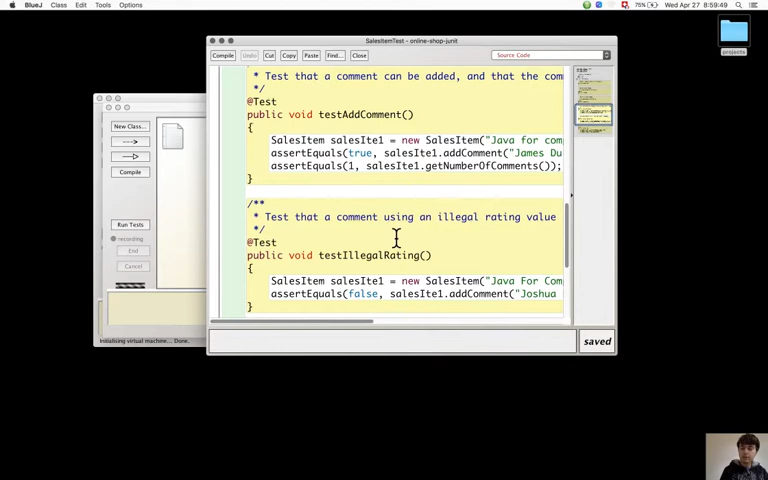 BlueJ Class Edit Tools Options 75% Wed Apr 27 8:59:49
SalesItemTest - online-shop-junit
Compile Undo Cut Copy Paste Find... Close Source Code
projects
* Test that a comment can be added, and that the com
*/
@Test
public void testAddComment()
{
SalesItem salesIte1 = new SalesItem("Java for com
assertEquals(true, salesIte1.addComment("James Du
assertEquals(1, salesIte1.getNumberOfComments());
}
/**
* Test that a comment using an illegal rating value
*/
@Test
public void testIllegalRating()
{
SalesItem salesIte1 = new SalesItem("Java For Com
assertEquals(false, salesIte1.addComment("Joshua
}
New Class...
Compile
Run Tests
recording
End
Cancel
Initialising virtual machine... Done.
saved